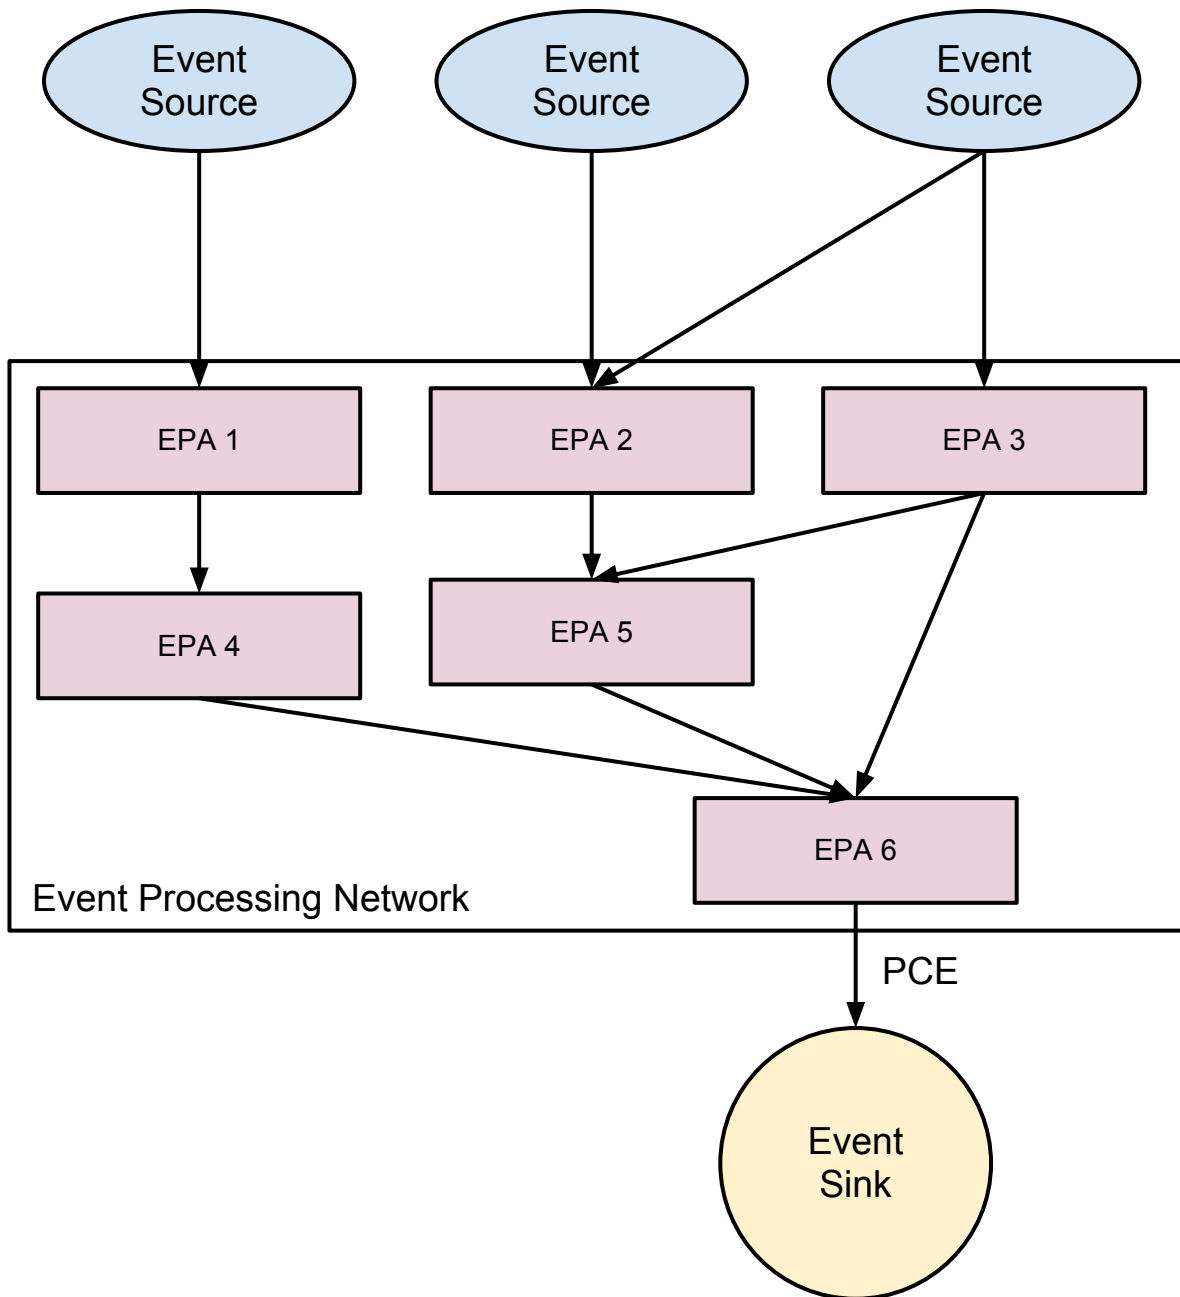 Event
Source
Event
Source
Event
Source
EPA 1
EPA 2
EPA 3
EPA 4
EPA 5
EPA 6
Event Processing Network
PCE
Event
Sink